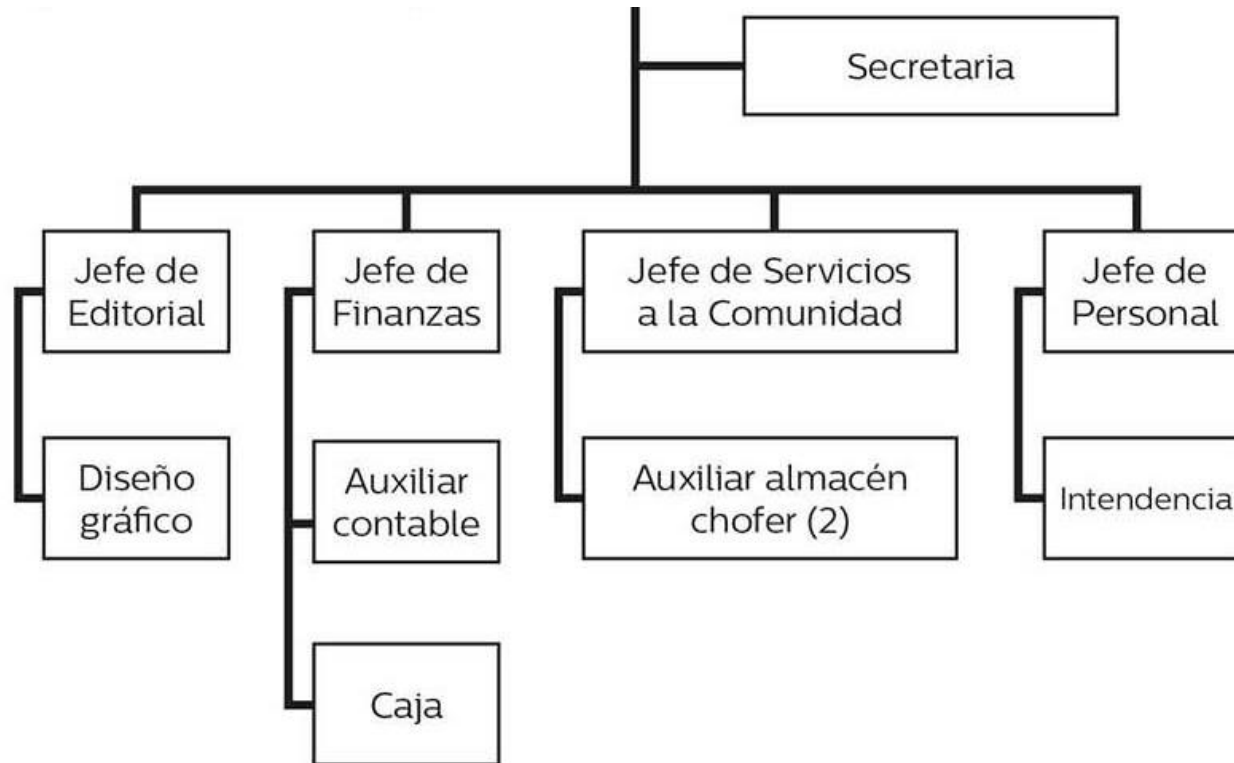 Secretaria
Jefe de
Editorial
Jefe de
Finanzas
Jefe de Servicios
a la Comunidad
Jefe de
Personal
Diseño
gráfico
Auxiliar
contable
Auxiliar almacén
chofer (2)
Intendencia
Caja